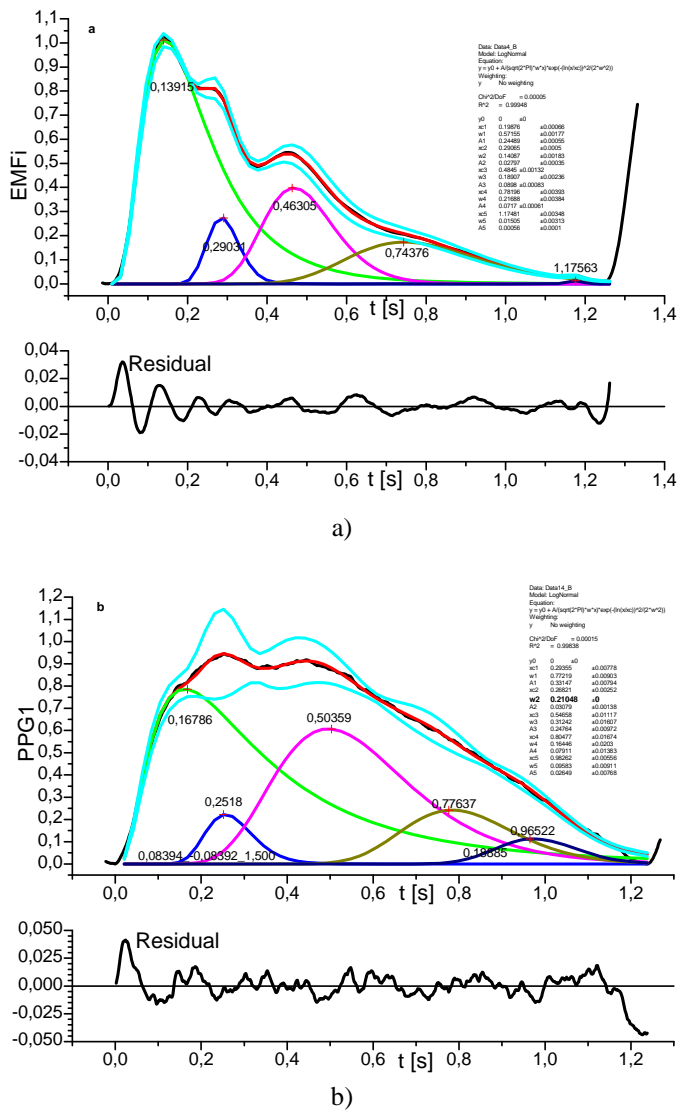 a
1,1
1,0
0,9
0,8
0,7
0,6
0,5
0,4
0,3
0,2
0,1
0,0
EMFi
0,13915
0,29031
0,46305
0,74376
1,17563
Data: Data4_B
Model: LogNormal
Equation:
y = y0 + A/(sqrt(2*PI)*w*x)*exp(-(ln(x/xc))^2/(2*w^2))
Weighting:
y No weighting
Chi^2/DoF = 0.00005
R^2 = 0.99948
y0 0 ±0
xc1 0.19876 ±0.00066
w1 0.57155 ±0.00177
A1 0.24489 ±0.00055
xc2 0.29065 ±0.0005
w2 0.14087 ±0.00183
A2 0.02797 ±0.00035
xc3 0.4845 ±0.00132
w3 0.18907 ±0.00236
A3 0.0898 ±0.00083
xc4 0.78196 ±0.00393
w4 0.21688 ±0.00384
A4 0.0717 ±0.00061
xc5 1.17481 ±0.00348
w5 0.01505 ±0.00313
A5 0.00056 ±0.0001
0,0 0,2 0,4 0,6 0,8 1,0 1,2 1,4
t [s]
0,04
0,02
0,00
-0,02
-0,04
Residual
0,0 0,2 0,4 0,6 0,8 1,0 1,2 1,4
t [s]
a)
b
1,2
1,1
1,0
0,9
0,8
0,7
0,6
0,5
0,4
0,3
0,2
0,1
0,0
PPG1
0,16786
0,2518
0,50359
0,77637
0,96522
0,18885
0,08394_-0,08392_1,500
Data: Data14_B
Model: LogNormal
Equation:
y = y0 + A/(sqrt(2*PI)*w*x)*exp(-(ln(x/xc))^2/(2*w^2))
Weighting:
y No weighting
Chi^2/DoF = 0.00015
R^2 = 0.99838
y0 0 ±0
xc1 0.29355 ±0.00778
w1 0.77219 ±0.00903
A1 0.33147 ±0.00794
xc2 0.26821 ±0.00252
w2 0.21048 ±0
A2 0.03079 ±0.00138
xc3 0.54658 ±0.01117
w3 0.31242 ±0.01607
A3 0.24764 ±0.00972
xc4 0.80477 ±0.01674
w4 0.16446 ±0.0203
A4 0.07911 ±0.01383
xc5 0.98262 ±0.00556
w5 0.09583 ±0.00911
A5 0.02649 ±0.00768
0,0 0,2 0,4 0,6 0,8 1,0 1,2
t [s]
0,050
0,025
0,000
-0,025
-0,050
Residual
0,0 0,2 0,4 0,6 0,8 1,0 1,2
t [s]
b)